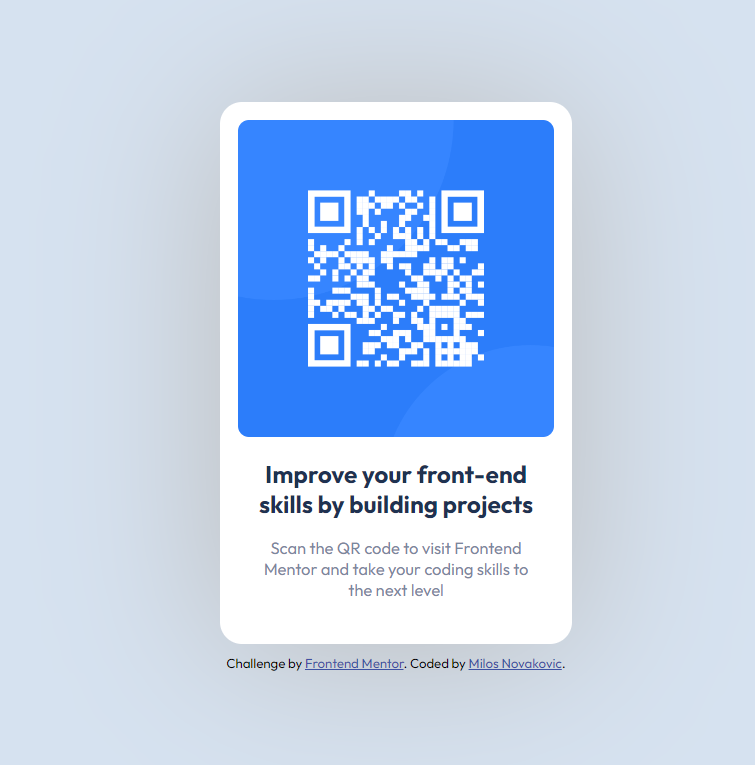 Improve your front-end
skills by building projects
Scan the QR code to visit Frontend
Mentor and take your coding skills to
the next level
Challenge by Frontend Mentor. Coded by Milos Novakovic.